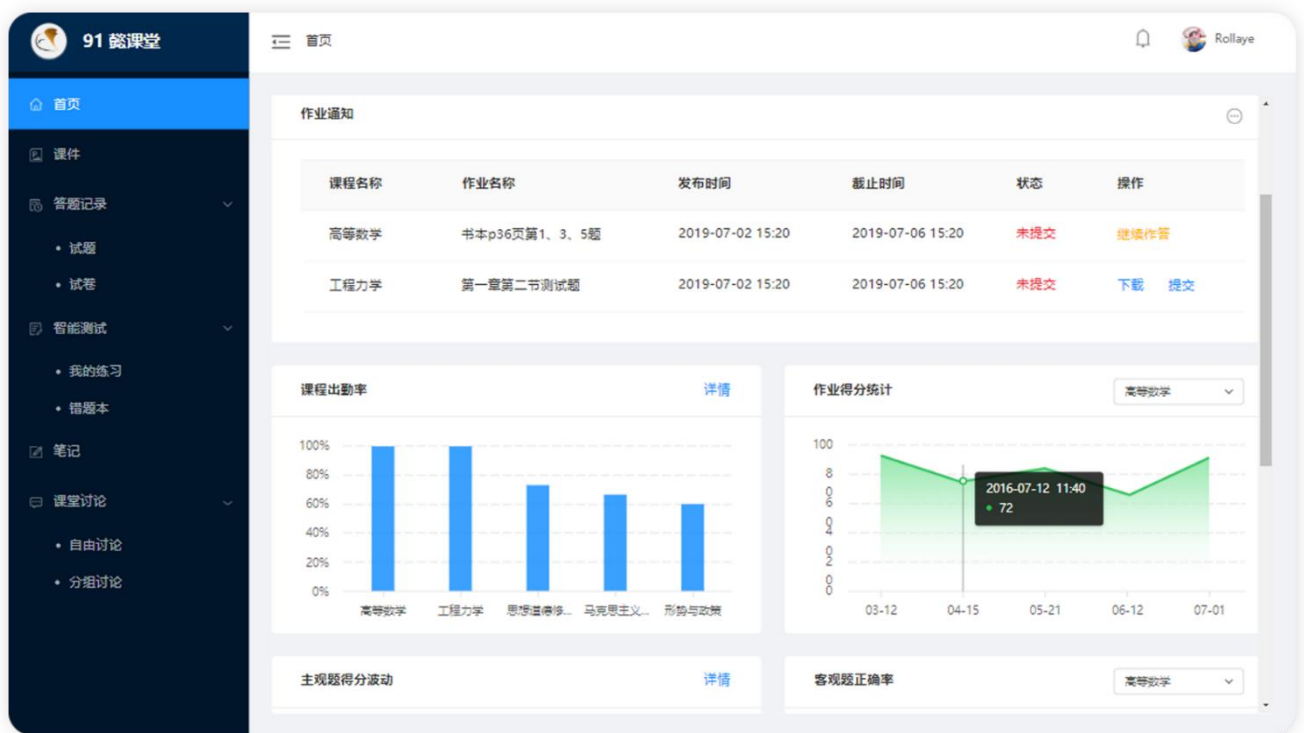 91 懿课堂
首页
Rollaye
首页
课件
答题记录
• 试题
• 试卷
智能测试
• 我的练习
• 错题本
笔记
课堂讨论
• 自由讨论
• 分组讨论
作业通知
课程名称 作业名称 发布时间 截止时间 状态 操作
高等数学 书本p36页第1、3、5题 2019-07-02 15:20 2019-07-06 15:20 未提交 继续作答
工程力学 第一章第二节测试题 2019-07-02 15:20 2019-07-06 15:20 未提交 下载 提交
课程出勤率 详情
100%
80%
60%
40%
20%
0%
高等数学 工程力学 思想道德修... 马克思主义... 形势与政策
作业得分统计 高等数学
100
80
60
40
20
0
2016-07-12 11:40
• 72
03-12 04-15 05-21 06-12 07-01
主观题得分波动 详情
客观题正确率 高等数学